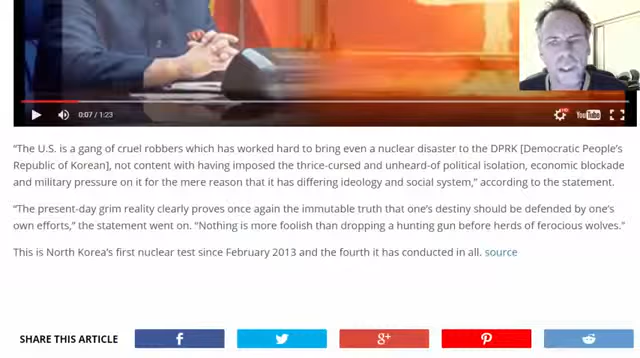 0:07 / 1:23
HD
YouTube
"The U.S. is a gang of cruel robbers which has worked hard to bring even a nuclear disaster to the DPRK [Democratic People's
Republic of Korean], not content with having imposed the thrice-cursed and unheard-of political isolation, economic blockade
and military pressure on it for the mere reason that it has differing ideology and social system," according to the statement.
"The present-day grim reality clearly proves once again the immutable truth that one's destiny should be defended by one's
own efforts," the statement went on. "Nothing is more foolish than dropping a hunting gun before herds of ferocious wolves."
This is North Korea's first nuclear test since February 2013 and the fourth it has conducted in all. source
SHARE THIS ARTICLE